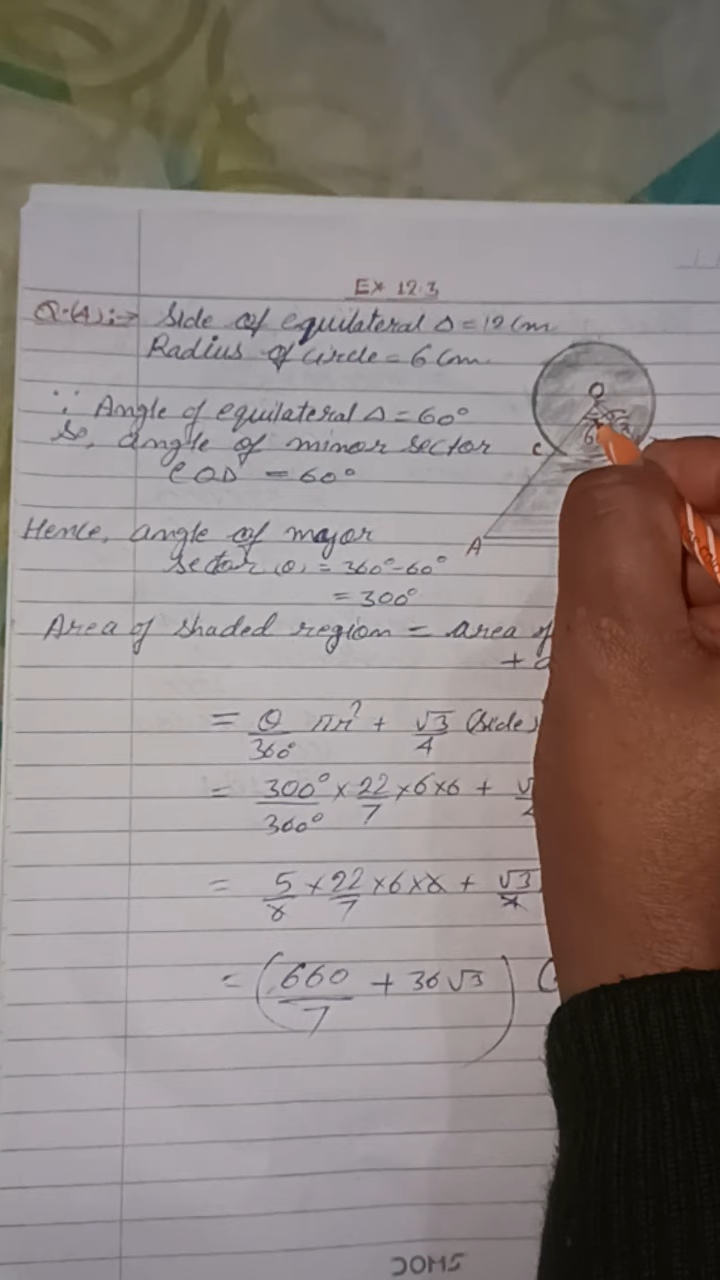 Ex 12.3
Q.(4):→ Side of equilateral Δ = 12 cm
Radius of circle = 6 cm
∵ Angle of equilateral Δ = 60°
So, angle of minor sector
COD = 60°
Hence, angle of major
sector (θ) = 360° - 60°
= 300°
O
6
C
A
Area of shaded region = area of
+
= θ/360° πr² + √3/4 (side)
= 300°/360° × 22/7 × 6 × 6 +
= 5/6 × 22/7 × 6 × 6 + √3/4
= (660/7 + 36√3)